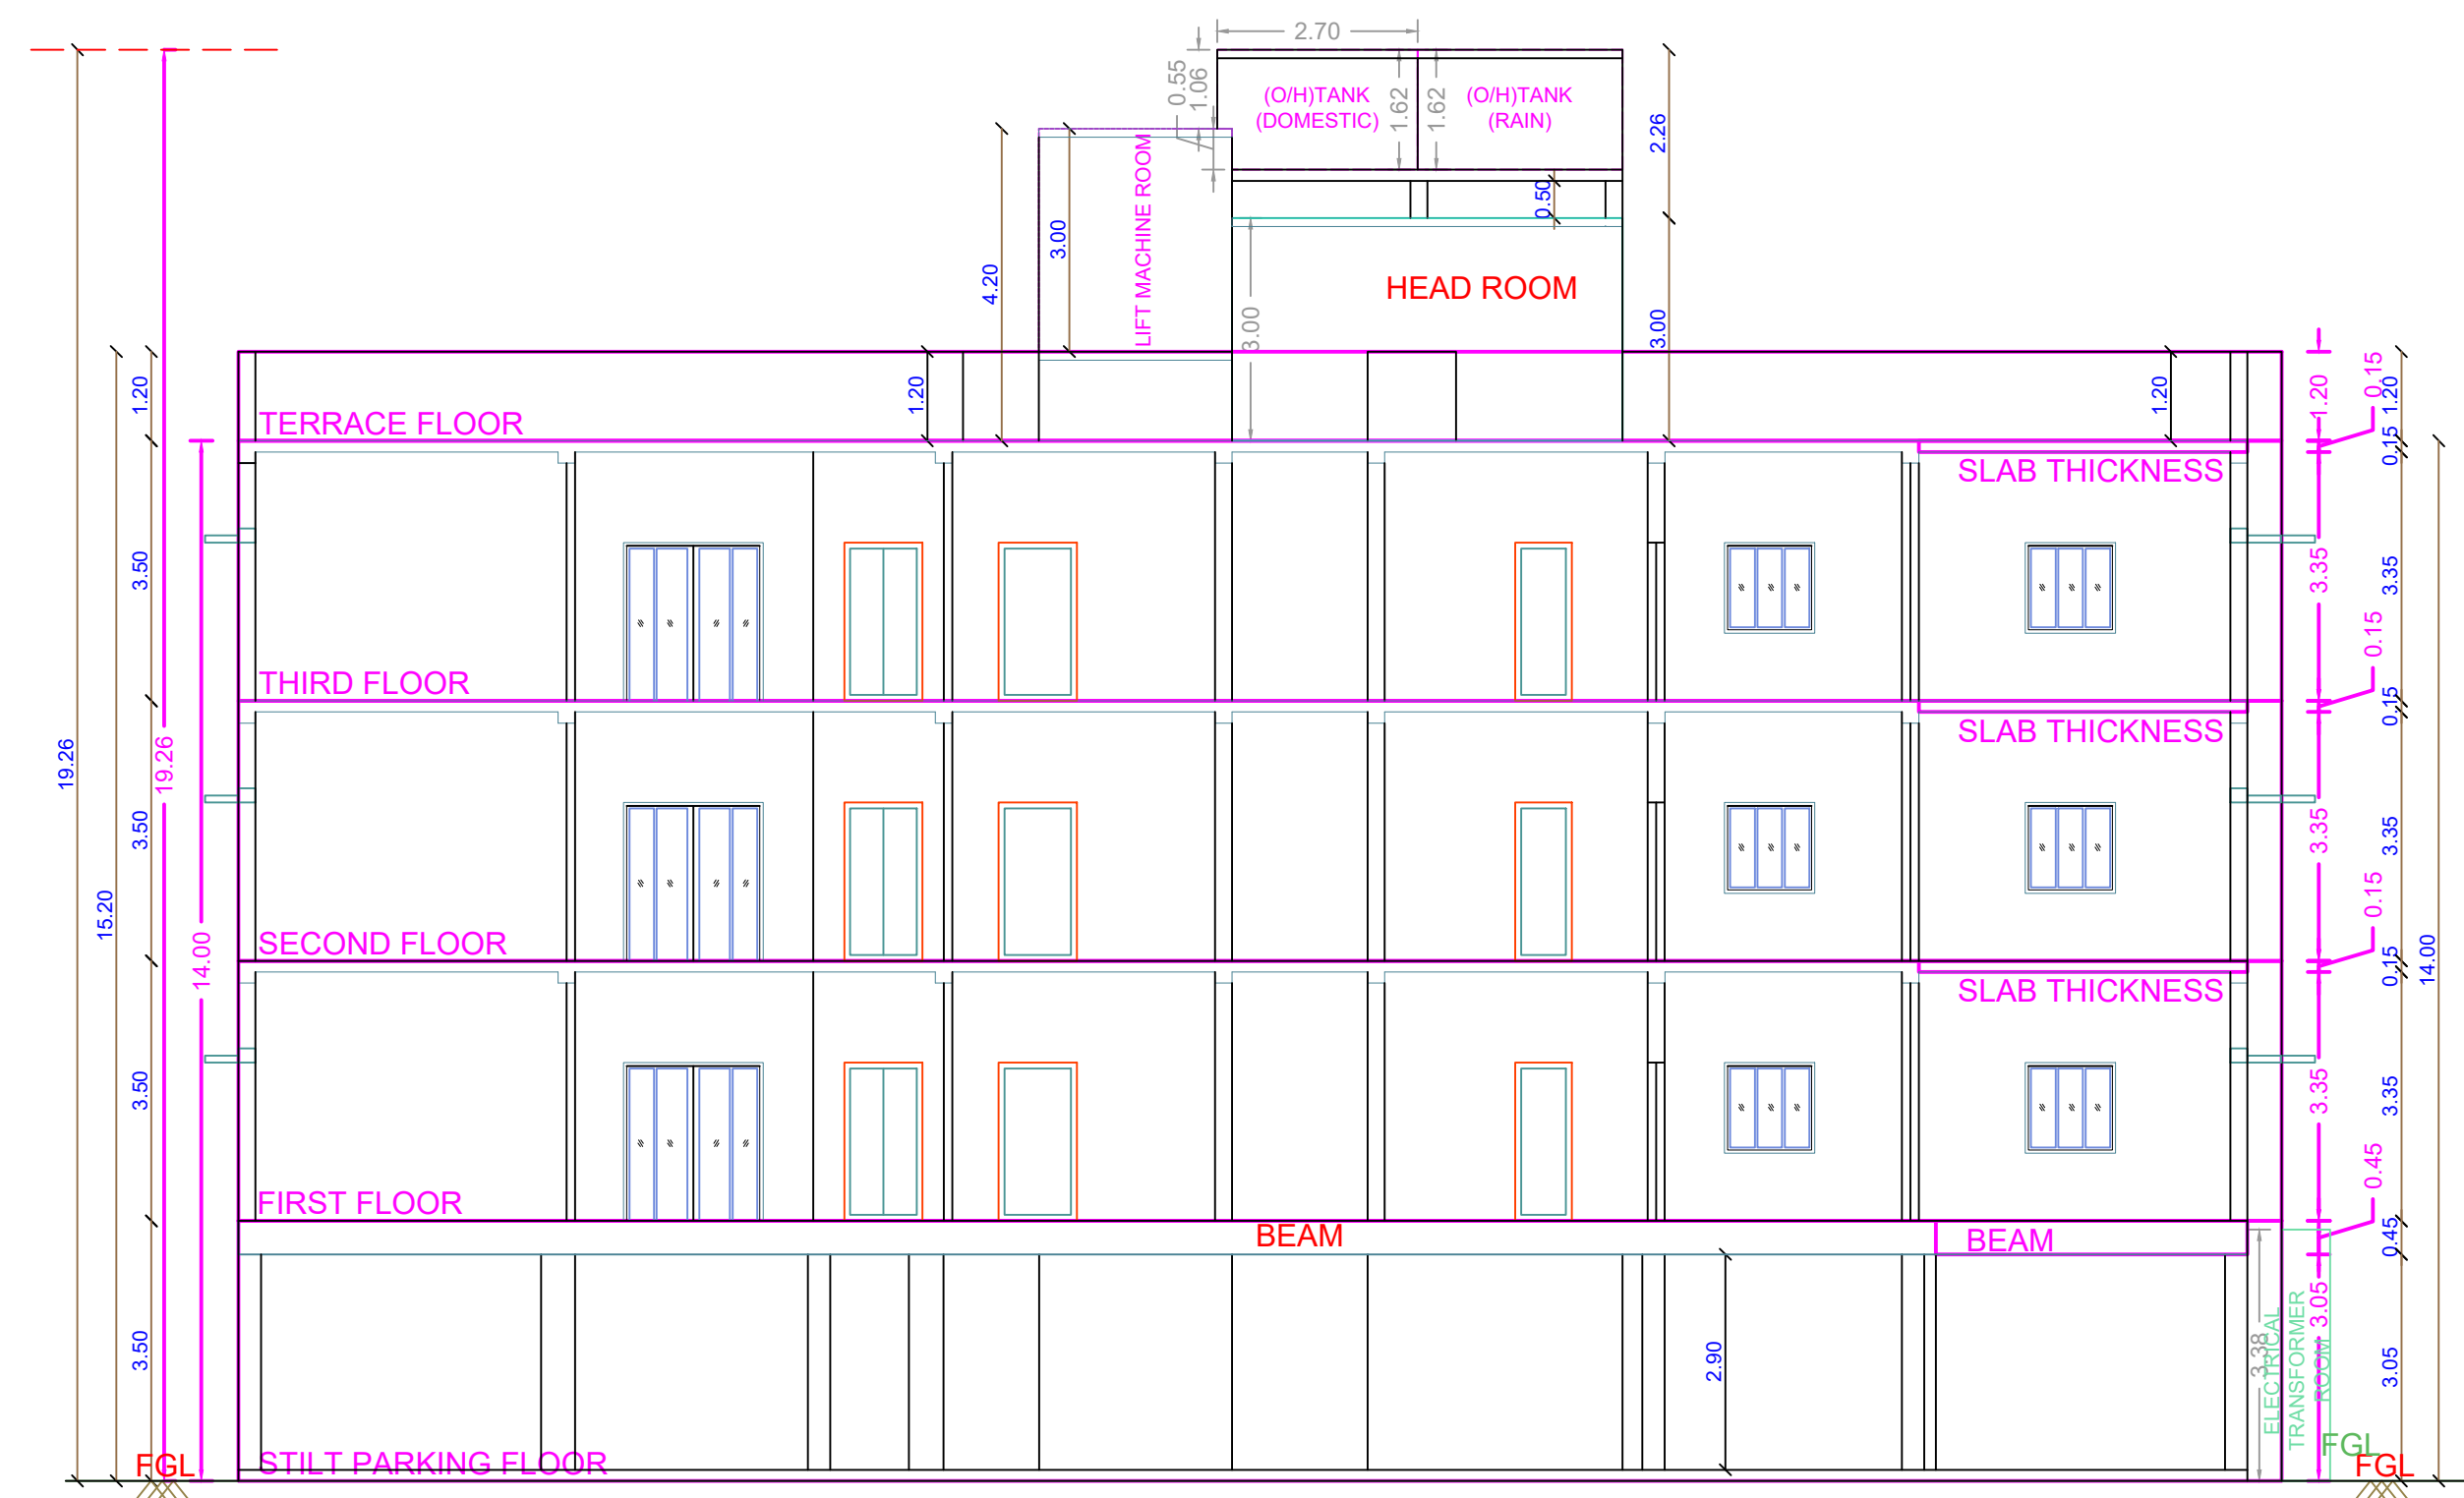 2.70
0.55
1.06
(O/H)TANK
(DOMESTIC)
1.62
1.62
(O/H)TANK
(RAIN)
2.26
0.50
LIFT MACHINE ROOM
3.00
4.20
3.00
HEAD ROOM
3.00
1.20
1.20
1.20
1.20
0.15
1.20
TERRACE FLOOR
0.15
SLAB THICKNESS
3.50
3.35
3.35
0.15
THIRD FLOOR
0.15
SLAB THICKNESS
19.26
19.26
3.50
3.35
3.35
0.15
15.20
14.00
SECOND FLOOR
0.15
14.00
SLAB THICKNESS
3.50
3.35
3.35
0.45
FIRST FLOOR
BEAM
BEAM
0.45
3.50
2.90
3.38
ELECTRICAL
TRANSFORMER
ROOM
3.05
3.05
FGL
STILT PARKING FLOOR
FGL
FGL